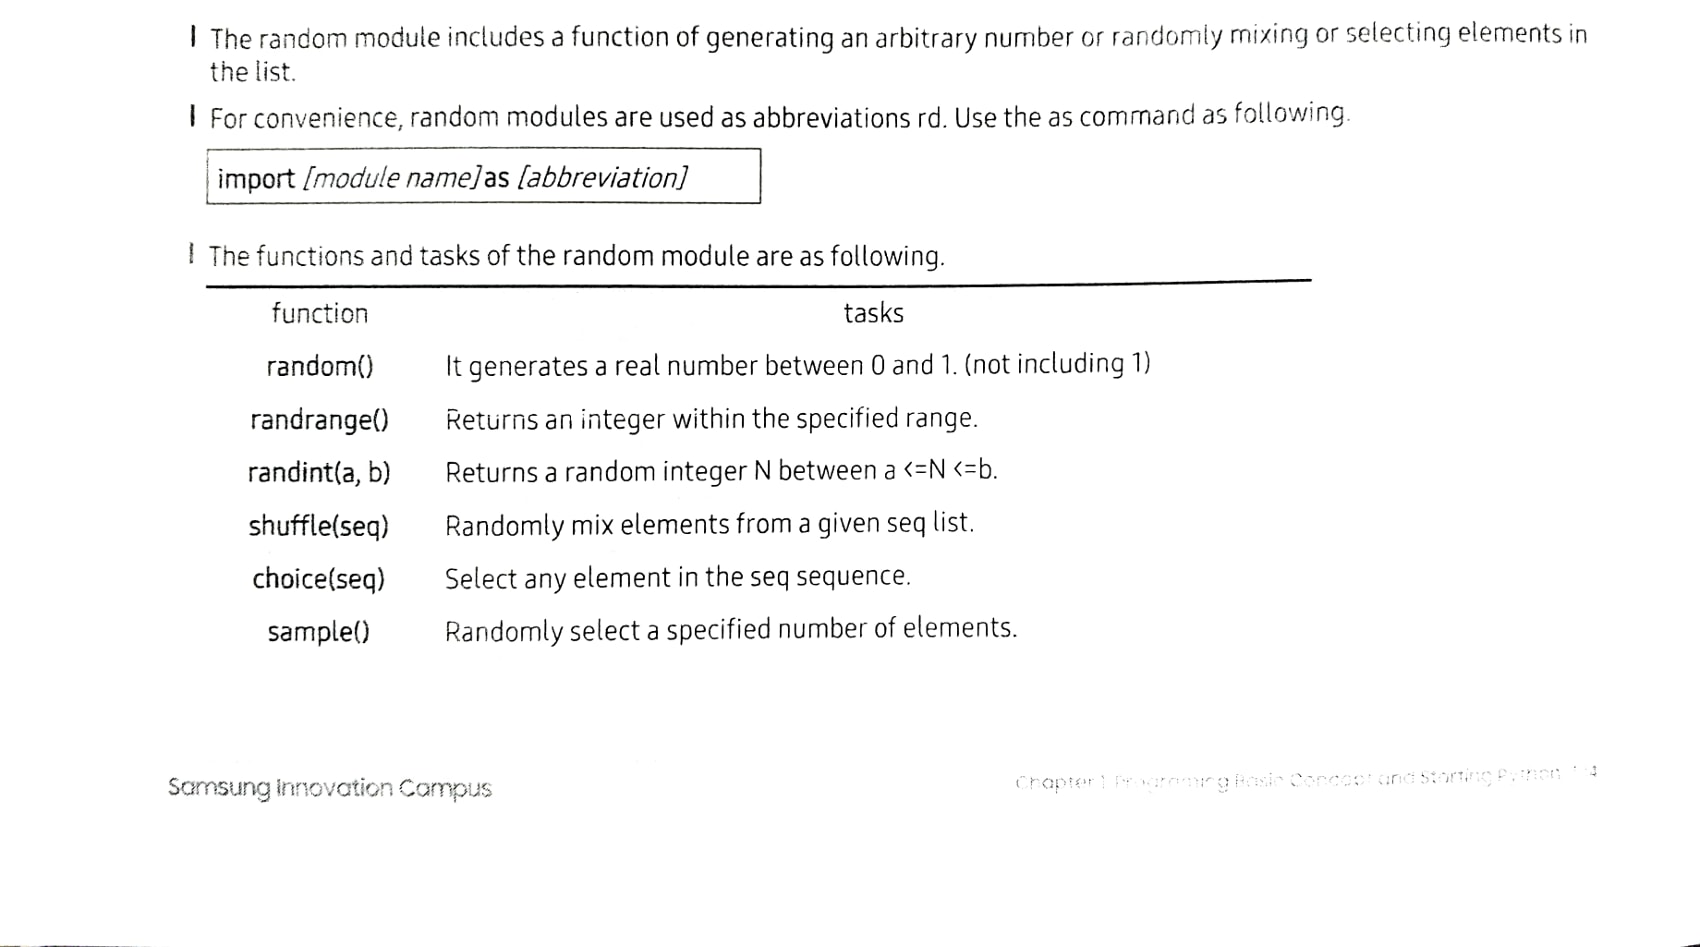 The random module includes a function of generating an arbitrary number or randomly mixing or selecting elements in
the list.
For convenience, random modules are used as abbreviations rd. Use the as command as following.
import [module name]as [abbreviation]
The functions and tasks of the random module are as following.
function tasks
random() It generates a real number between 0 and 1. (not including 1)
randrange() Returns an integer within the specified range.
randint(a, b) Returns a random integer N between a <=N <=b.
shuffle(seq) Randomly mix elements from a given seq list.
choice(seq) Select any element in the seq sequence.
sample() Randomly select a specified number of elements.
Samsung Innovation Campus
Chapter 1 Programming Basic Concept and Starting Python